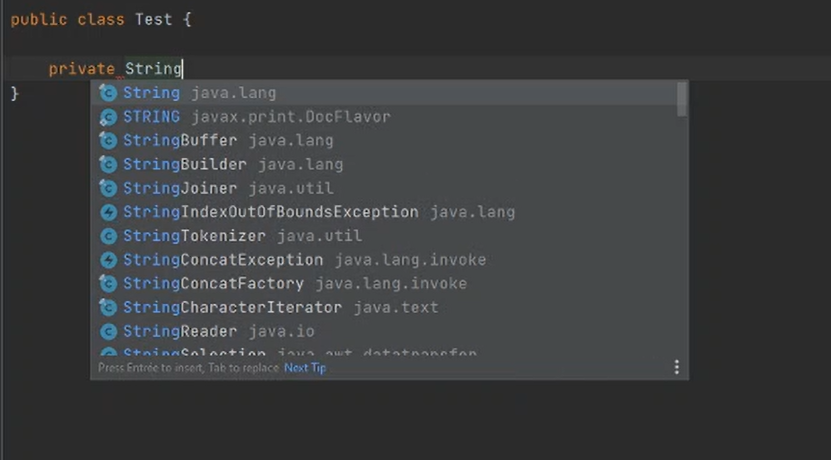 public class Test {
private String
}
String java.lang
STRING javax.print.DocFlavor
StringBuffer java.lang
StringBuilder java.lang
StringJoiner java.util
StringIndexOutOfBoundsException java.lang
StringTokenizer java.util
StringConcatException java.lang.invoke
StringConcatFactory java.lang.invoke
StringCharacterIterator java.text
StringReader java.io
StringSelection java.awt.datatransfer
Press Entrée to insert, Tab to replace Next Tip